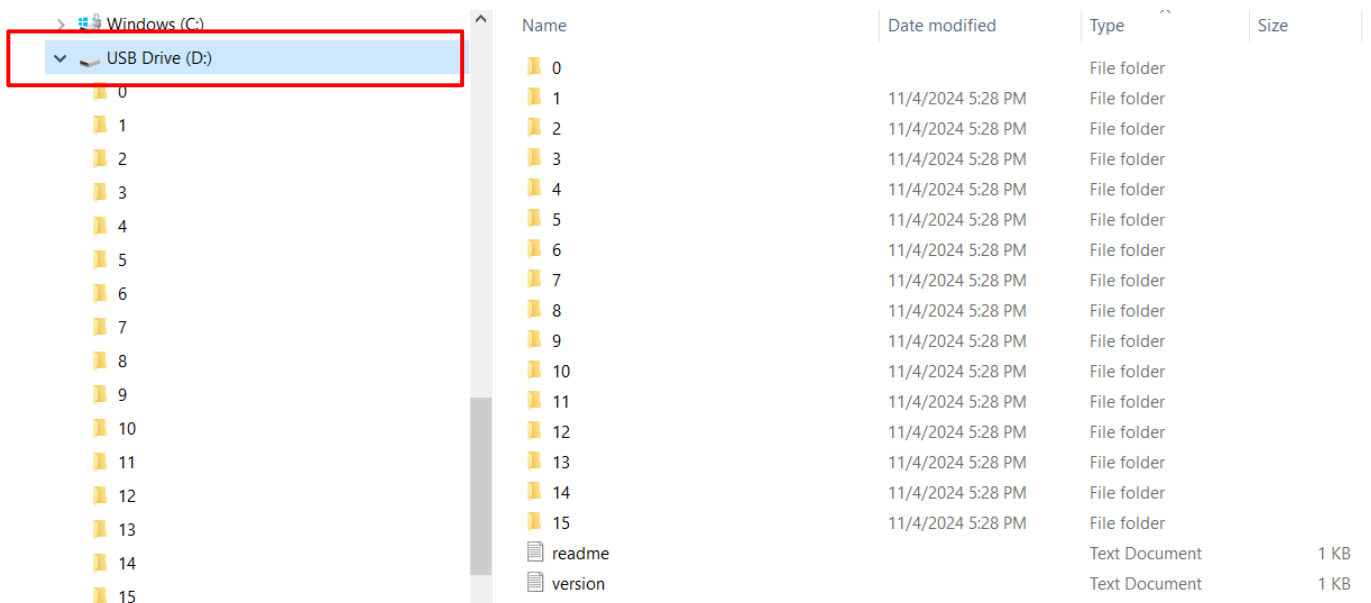 Windows (C:)
USB Drive (D:)
0
1
2
3
4
5
6
7
8
9
10
11
12
13
14
15
Name Date modified Type Size
0 File folder
1 11/4/2024 5:28 PM File folder
2 11/4/2024 5:28 PM File folder
3 11/4/2024 5:28 PM File folder
4 11/4/2024 5:28 PM File folder
5 11/4/2024 5:28 PM File folder
6 11/4/2024 5:28 PM File folder
7 11/4/2024 5:28 PM File folder
8 11/4/2024 5:28 PM File folder
9 11/4/2024 5:28 PM File folder
10 11/4/2024 5:28 PM File folder
11 11/4/2024 5:28 PM File folder
12 11/4/2024 5:28 PM File folder
13 11/4/2024 5:28 PM File folder
14 11/4/2024 5:28 PM File folder
15 11/4/2024 5:28 PM File folder
readme Text Document 1 KB
version Text Document 1 KB